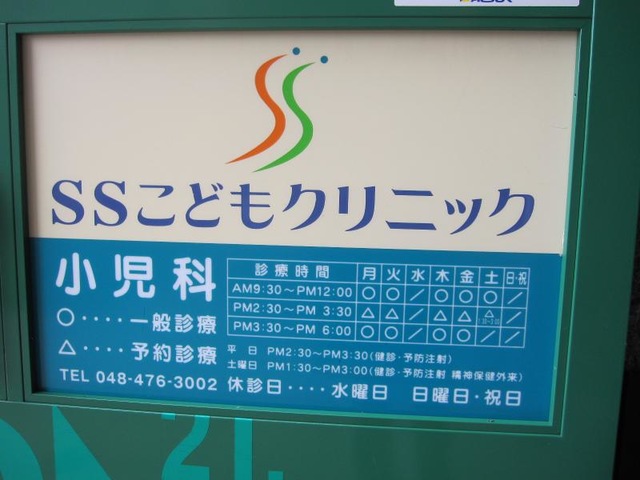 SSこどもクリニック
小児科
診療時間 月 火 水 木 金 土 日・祝
AM9:30～PM12:00 ○ ○ ／ ○ ○ ○ ／
PM2:30～PM 3:30 △ △ ／ △ △ △ ／
PM3:30～PM 6:00 ○ ○ ／ ○ ○ ／ ／
○‥‥一般診療
△‥‥予約診療
平 日 PM2:30～PM3:30(健診・予防注射)
土曜日 PM1:30～PM3:00(健診・予防注射 精神保健外来)
TEL 048-476-3002
休診日‥‥水曜日 日曜日・祝日
21